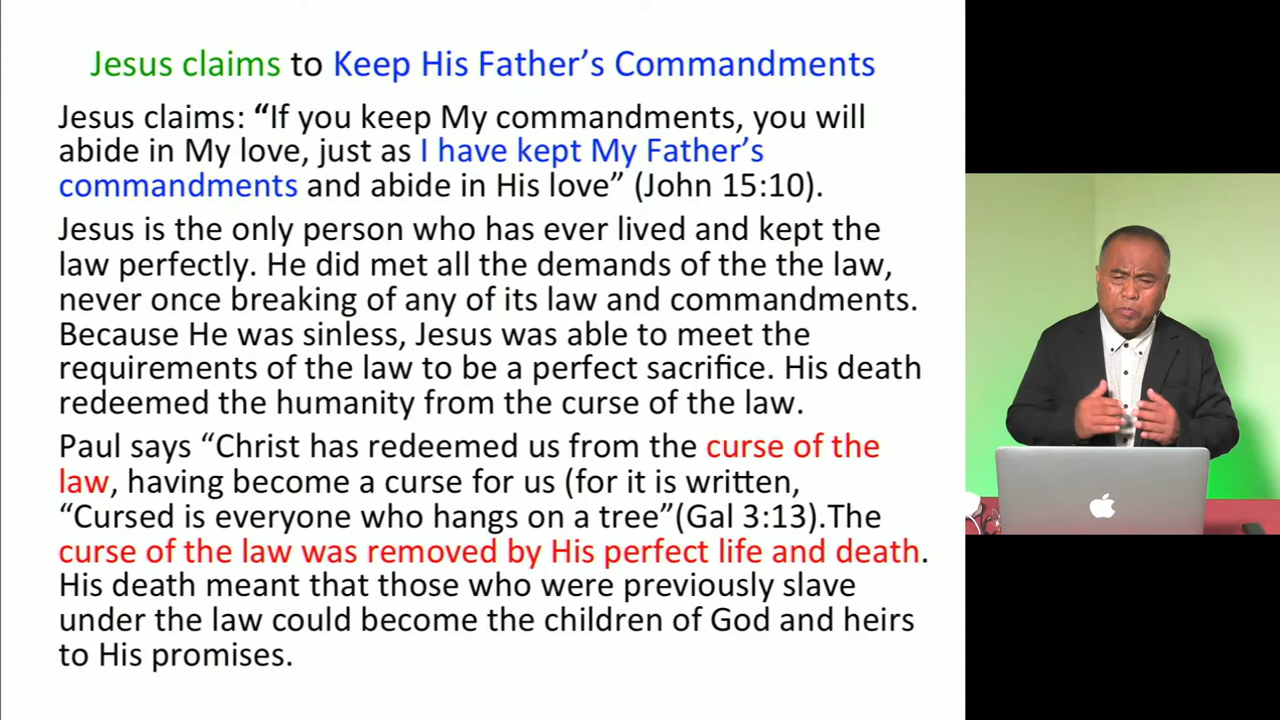 Jesus claims to Keep His Father’s Commandments
Jesus claims: “If you keep My commandments, you will
abide in My love, just as I have kept My Father’s
commandments and abide in His love” (John 15:10).
Jesus is the only person who has ever lived and kept the
law perfectly. He did met all the demands of the the law,
never once breaking of any of its law and commandments.
Because He was sinless, Jesus was able to meet the
requirements of the law to be a perfect sacrifice. His death
redeemed the humanity from the curse of the law.
Paul says “Christ has redeemed us from the curse of the
law, having become a curse for us (for it is written,
“Cursed is everyone who hangs on a tree”(Gal 3:13).The
curse of the law was removed by His perfect life and death.
His death meant that those who were previously slave
under the law could become the children of God and heirs
to His promises.